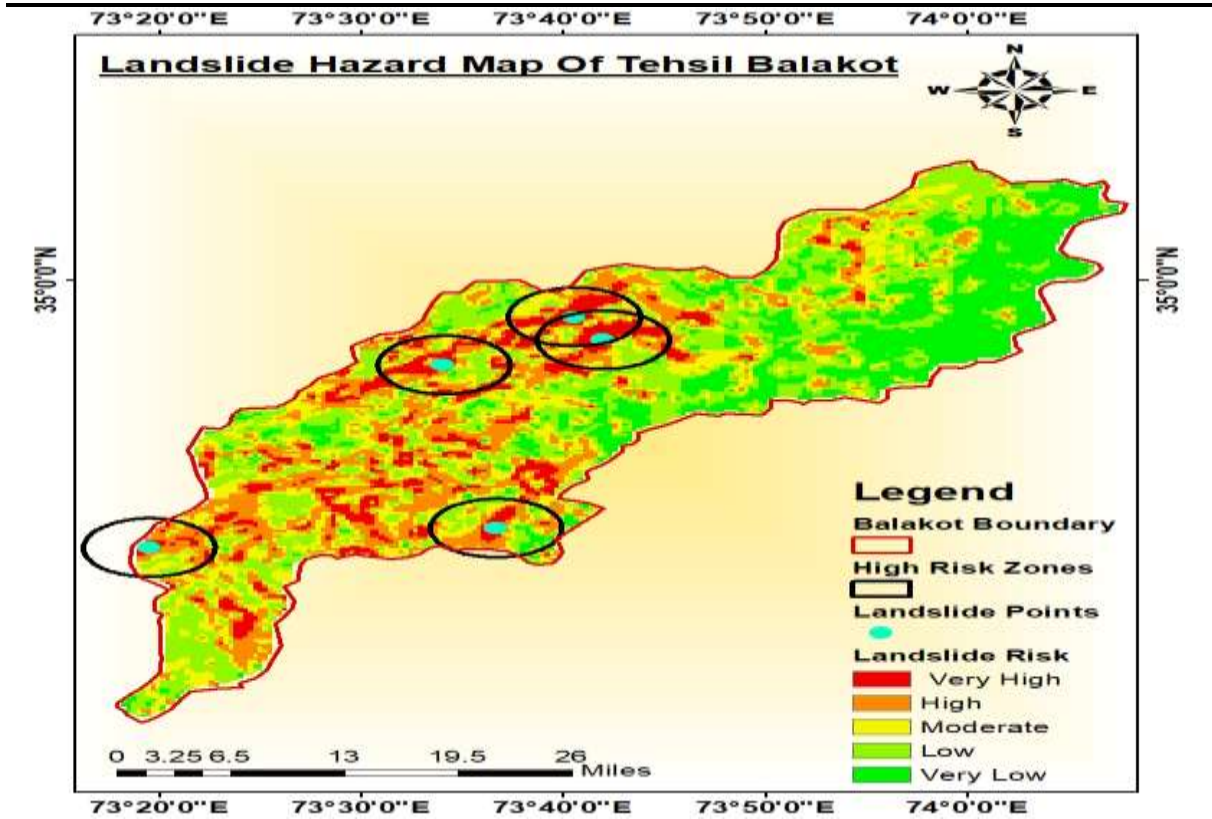 73°20'0"E 73°30'0"E 73°40'0"E 73°50'0"E 74°0'0"E
Landslide Hazard Map Of Tehsil Balakot
N
W E
S
35°0'0"N 35°0'0"N
Legend
Balakot Boundary
High Risk Zones
Landslide Points
Landslide Risk
Very High
High
Moderate
Low
Very Low
0 3.25 6.5 13 19.5 26
Miles
73°20'0"E 73°30'0"E 73°40'0"E 73°50'0"E 74°0'0"E